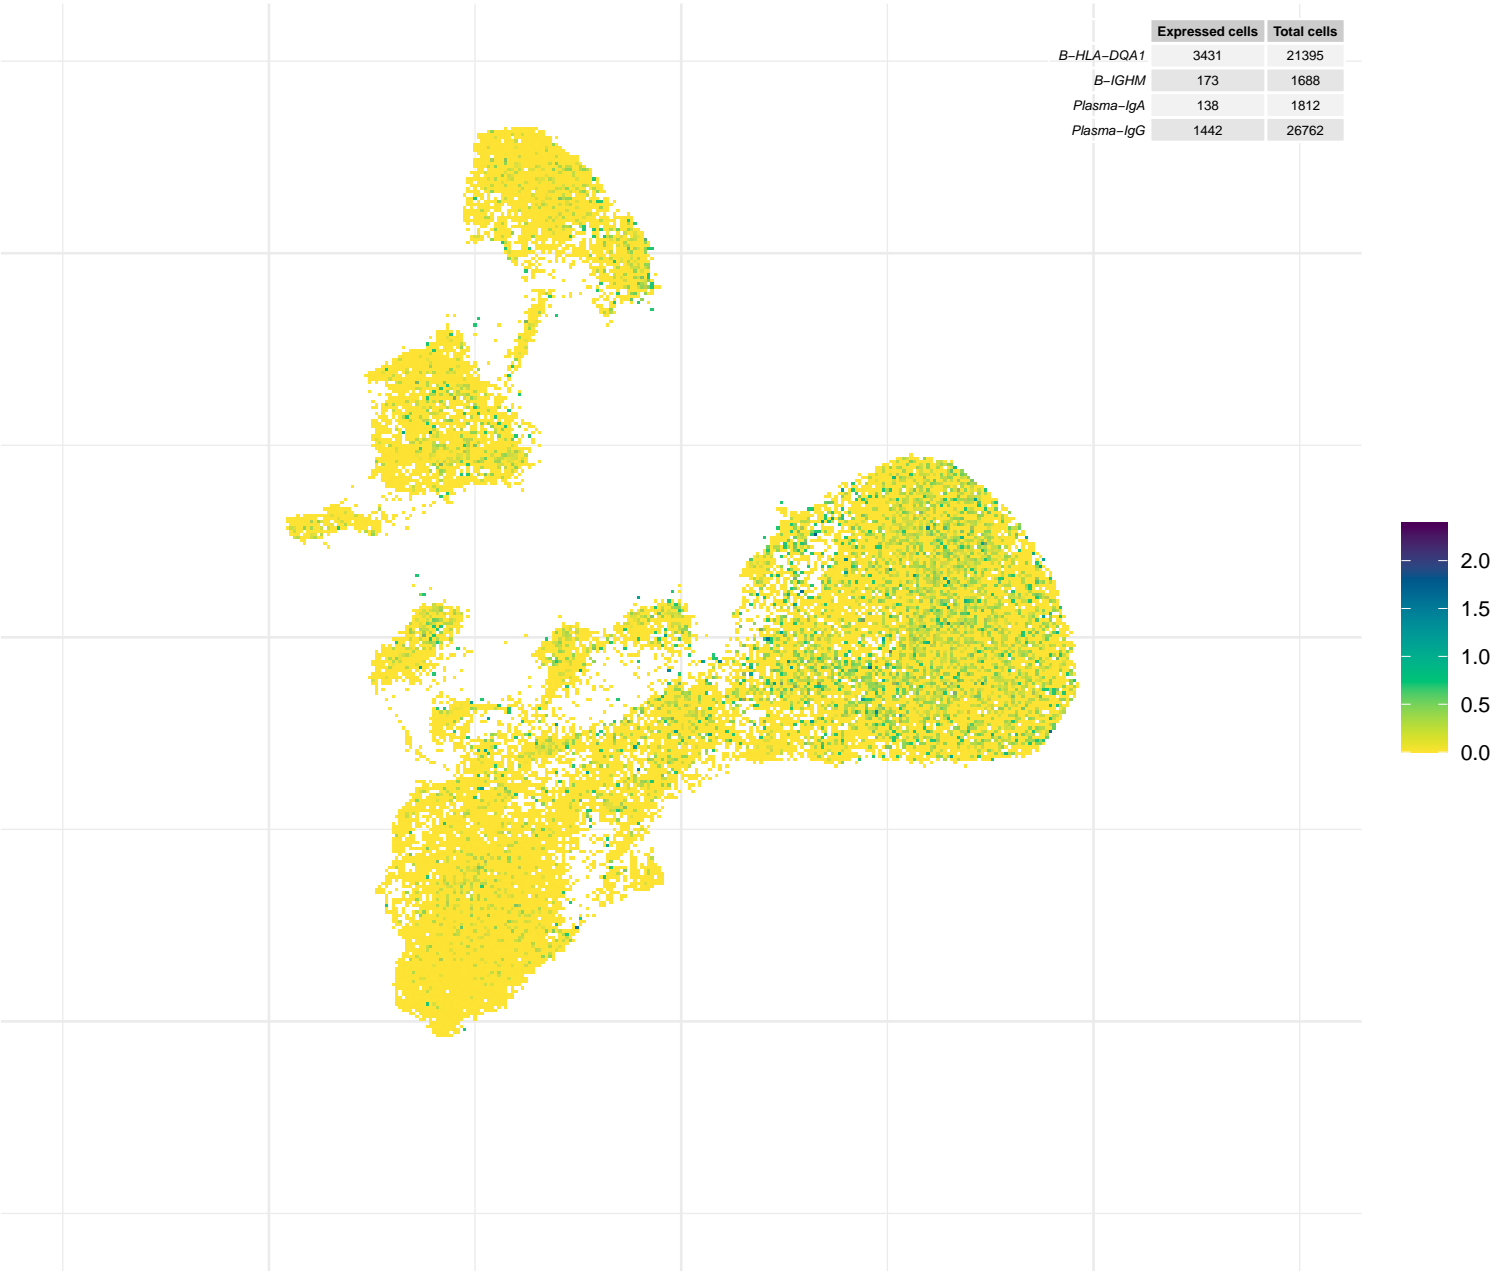 Expressed cells Total cells
B−HLA−DQA1 3431 21395
B−IGHM 173 1688
Plasma−IgA 138 1812
Plasma−IgG 1442 26762
2.0
1.5
1.0
0.5
0.0